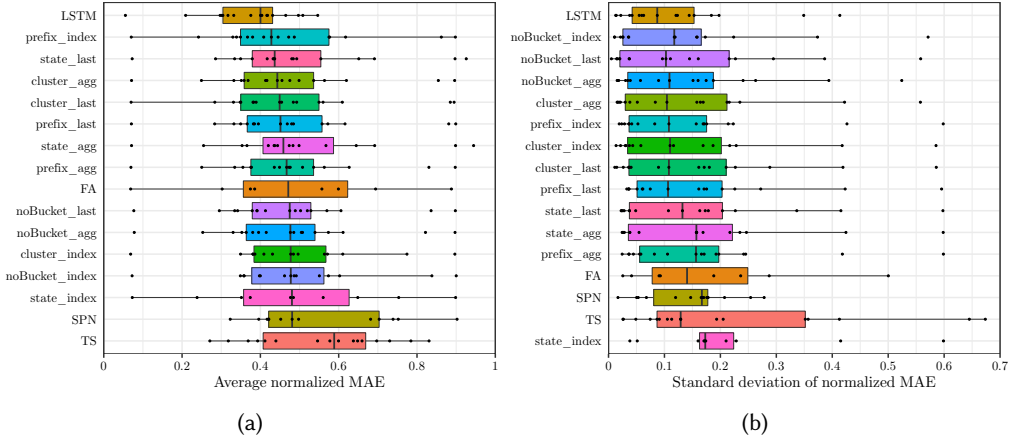 LSTM
prefix_index
state_last
cluster_agg
cluster_last
prefix_last
state_agg
prefix_agg
FA
noBucket_last
noBucket_agg
cluster_index
noBucket_index
state_index
SPN
TS
0 0.2 0.4 0.6 0.8 1
Average normalized MAE
(a)
LSTM
noBucket_index
noBucket_last
noBucket_agg
cluster_agg
prefix_index
cluster_index
cluster_last
prefix_last
state_last
state_agg
prefix_agg
FA
SPN
TS
state_index
0 0.1 0.2 0.3 0.4 0.5 0.6 0.7
Standard deviation of normalized MAE
(b)